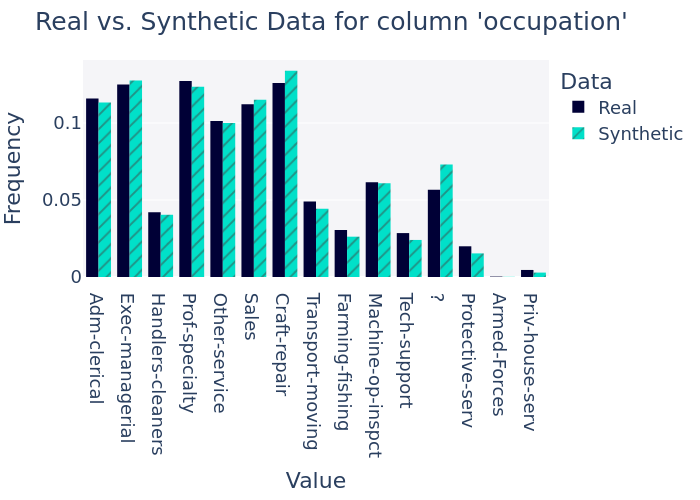 Real vs. Synthetic Data for column 'occupation'
Data
Real
Synthetic
Frequency
0.1
0.05
0
Adm-clerical
Exec-managerial
Handlers-cleaners
Prof-specialty
Other-service
Sales
Craft-repair
Transport-moving
Farming-fishing
Machine-op-inspct
Tech-support
?
Protective-serv
Armed-Forces
Priv-house-serv
Value